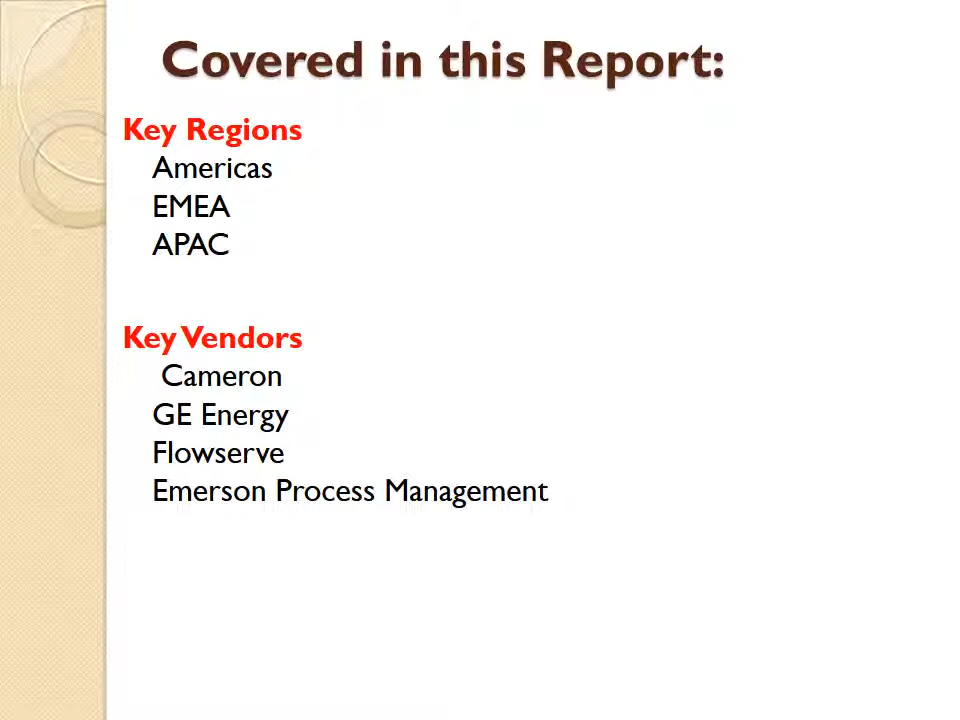 Covered in this Report:
Key Regions
Americas
EMEA
APAC
Key Vendors
Cameron
GE Energy
Flowserve
Emerson Process Management